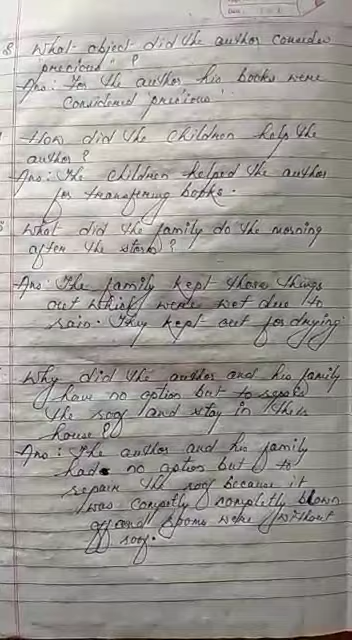 What object did the author consider
"precious"?
Ans: For the author his books were
considered 'precious'
How did the children help the
author?
Ans: The children helped the author
for transfering books.
What did the family do the morning
after the storm?
Ans: The family kept those things
out which were wet due to
rain. They kept out for drying
Why did the author and his family
have no option but to repair
the roof and stay in their
house?
Ans: The author and his family
had no option but to
repair the roof because it
was completly blown
off and rooms were without
roof.